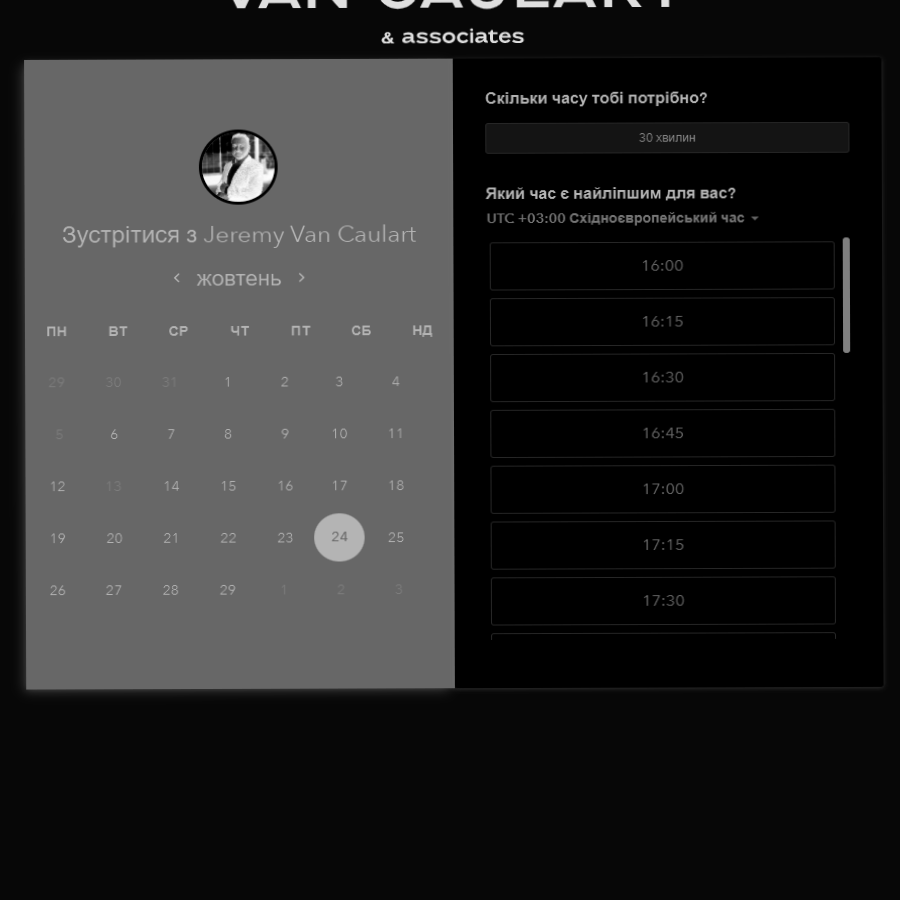 VAN CAULART
& associates
Зустрітися з Jeremy Van Caulart
жовтень
ПН ВТ СР ЧТ ПТ СБ НД
29 30 31 1 2 3 4
5 6 7 8 9 10 11
12 13 14 15 16 17 18
19 20 21 22 23 24 25
26 27 28 29 1 2 3
Скільки часу тобі потрібно?
30 хвилин
Який час є найліпшим для вас?
UTC +03:00 Східноєвропейський час
16:00
16:15
16:30
16:45
17:00
17:15
17:30